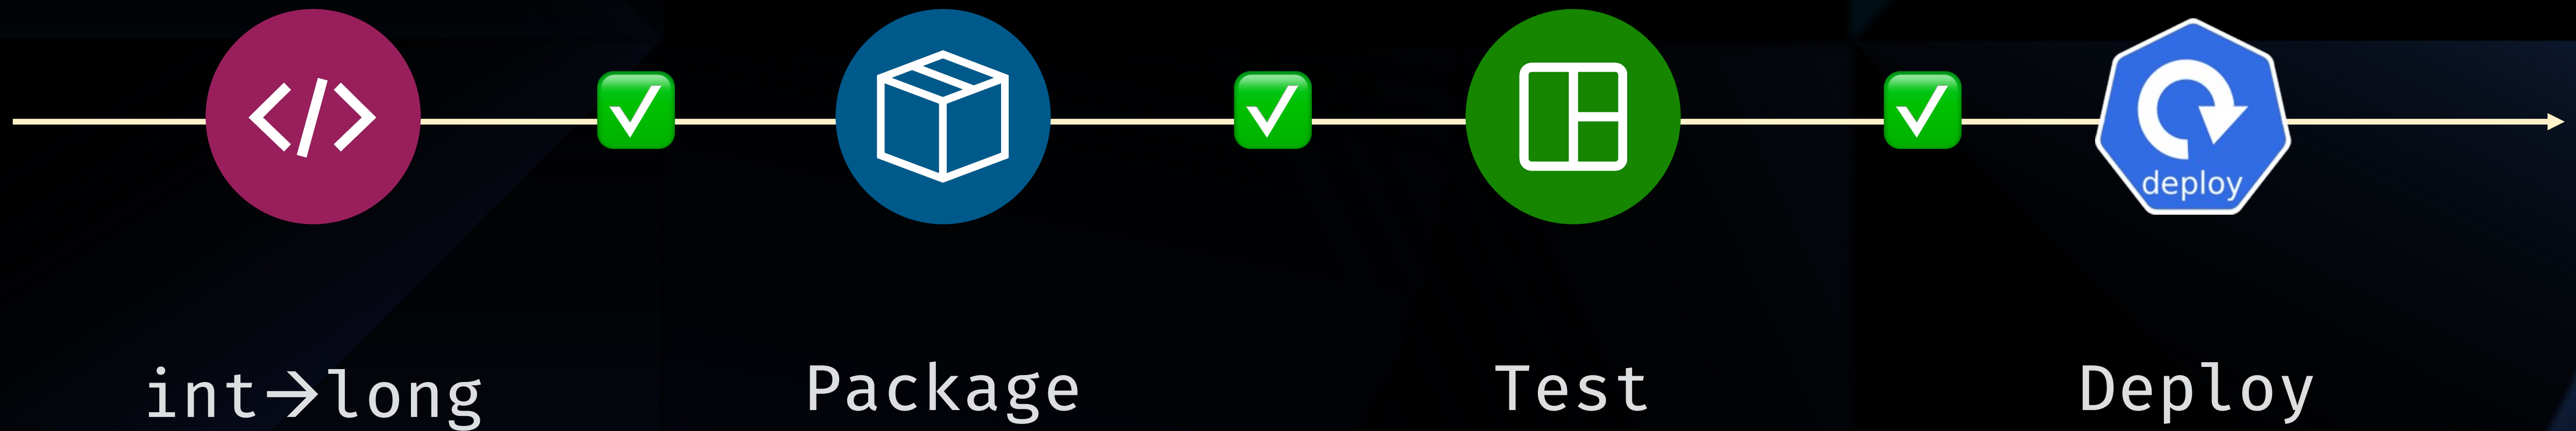 deploy
int→long
Package
Test
Deploy